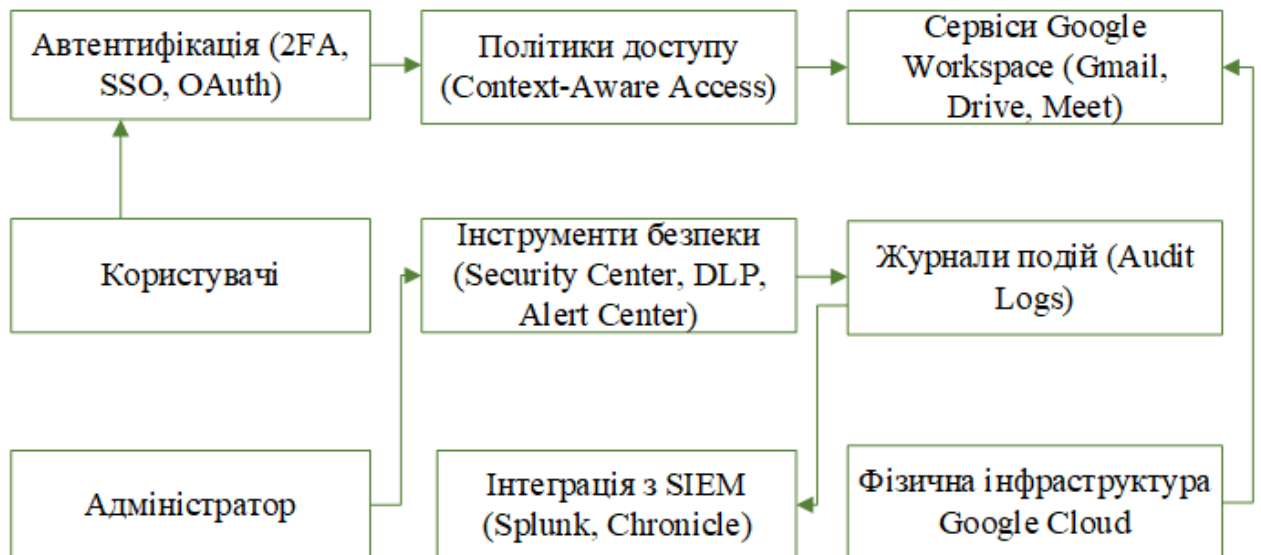 Автентифікація (2FA,
SSO, OAuth)
Політики доступу
(Context-Aware Access)
Сервіси Google
Workspace (Gmail,
Drive, Meet)
Користувачі
Інструменти безпеки
(Security Center, DLP,
Alert Center)
Журнали подій (Audit
Logs)
Адміністратор
Інтеграція з SIEM
(Splunk, Chronicle)
Фізична інфраструктура
Google Cloud